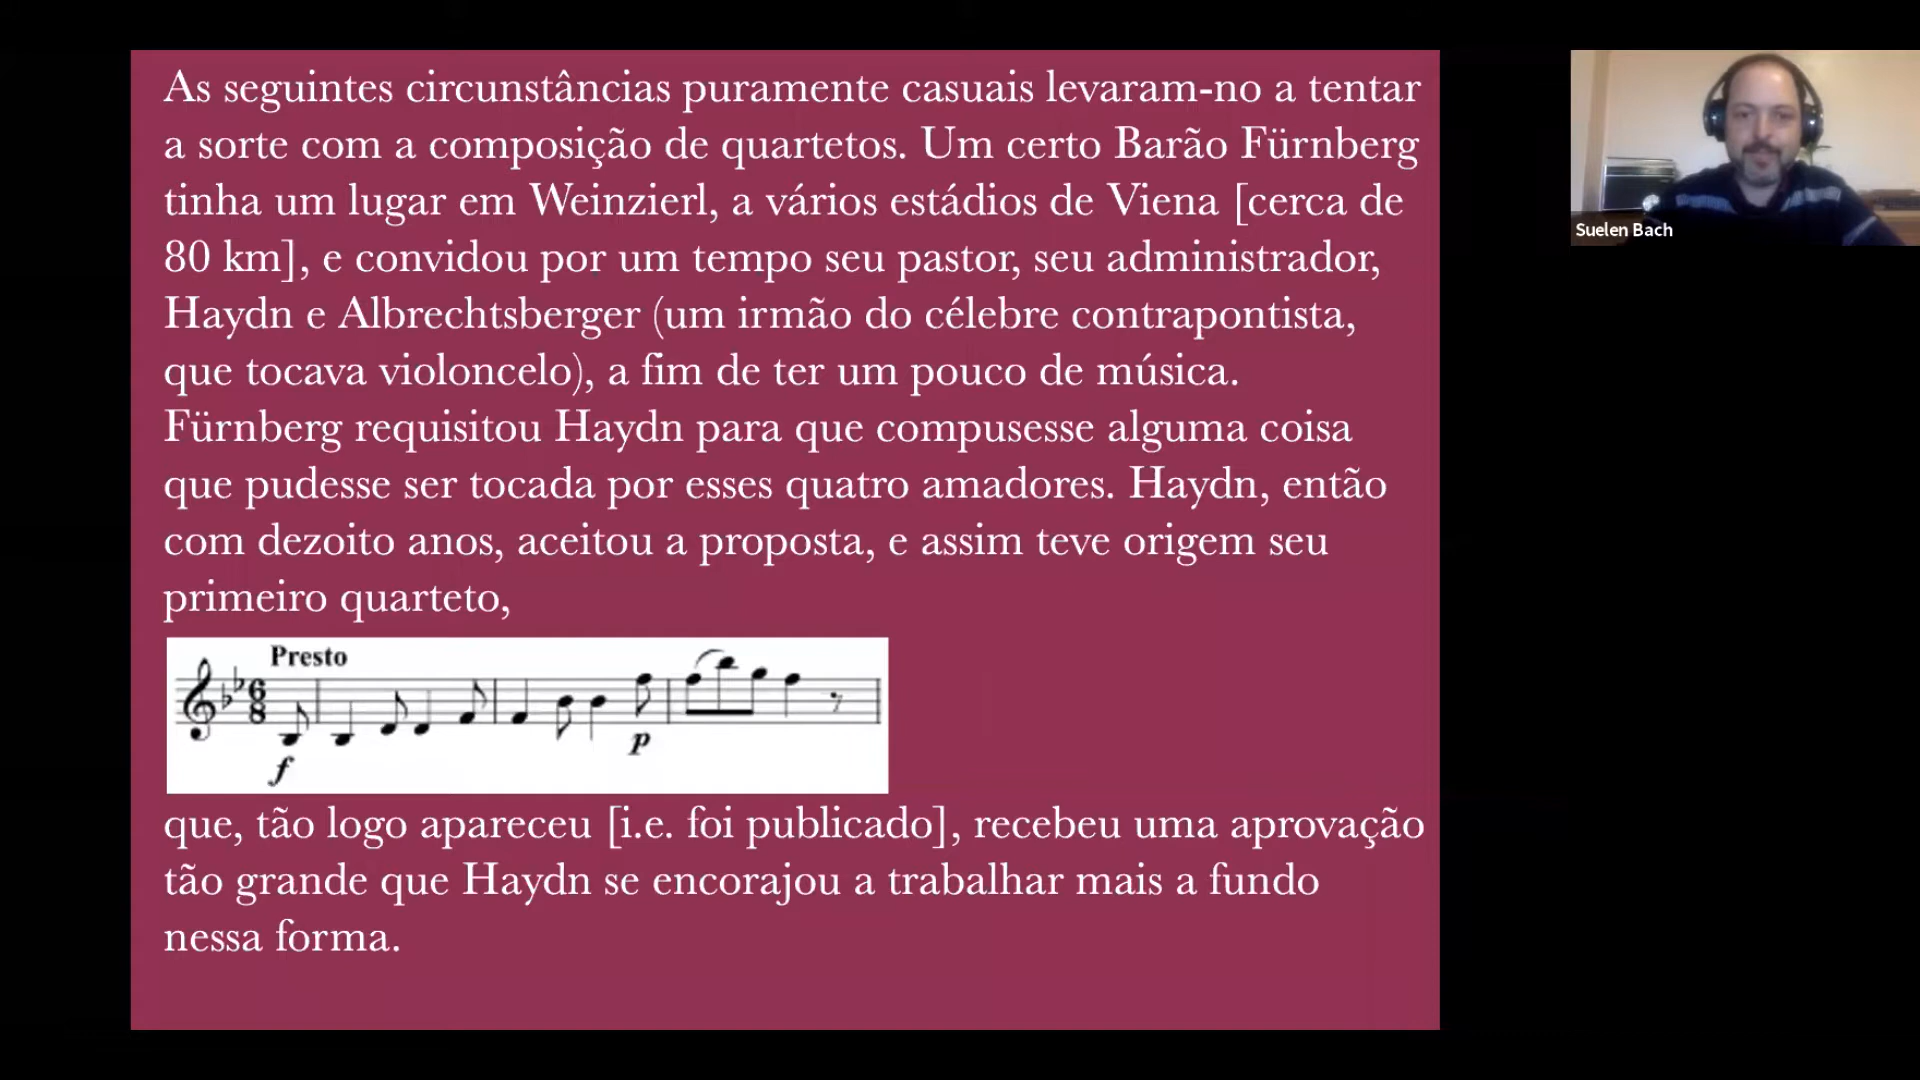 As seguintes circunstâncias puramente casuais levaram-no a tentar
a sorte com a composição de quartetos. Um certo Barão Fürnberg
tinha um lugar em Weinzierl, a vários estádios de Viena [cerca de
80 km], e convidou por um tempo seu pastor, seu administrador,
Haydn e Albrechtsberger (um irmão do célebre contrapontista,
que tocava violoncelo), a fim de ter um pouco de música.
Fürnberg requisitou Haydn para que compusesse alguma coisa
que pudesse ser tocada por esses quatro amadores. Haydn, então
com dezoito anos, aceitou a proposta, e assim teve origem seu
primeiro quarteto,
Presto
6
8
p
f
que, tão logo apareceu [i.e. foi publicado], recebeu uma aprovação
tão grande que Haydn se encorajou a trabalhar mais a fundo
nessa forma.
Suelen Bach